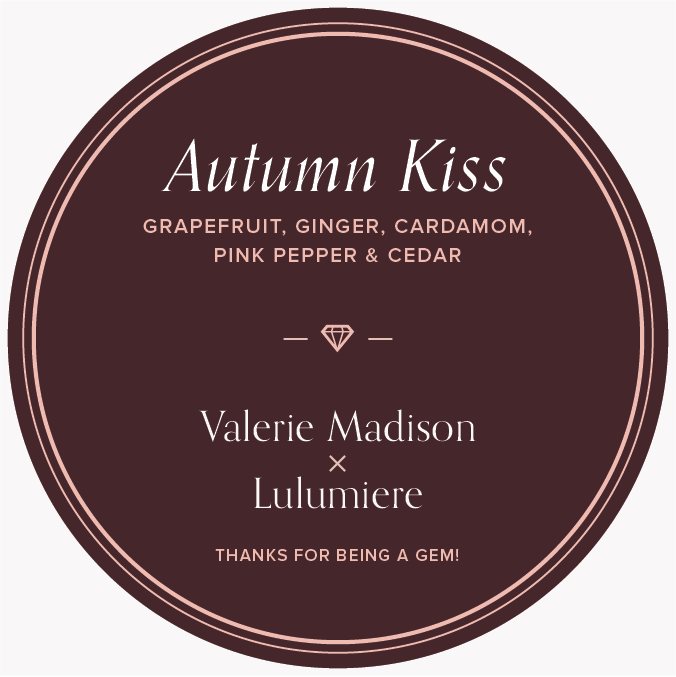 Autumn Kiss
GRAPEFRUIT, GINGER, CARDAMOM,
PINK PEPPER & CEDAR
Valerie Madison
×
Lulumiere
THANKS FOR BEING A GEM!